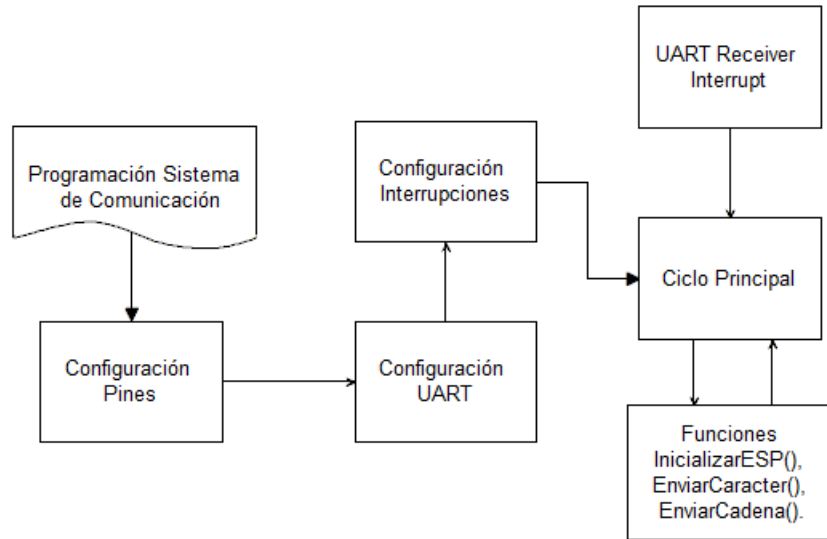 Programación Sistema
de Comunicación
Configuración
Pines
Configuración
UART
Configuración
Interrupciones
UART Receiver
Interrupt
Ciclo Principal
Funciones
InicializarESP(),
EnviarCaracter(),
EnviarCadena().